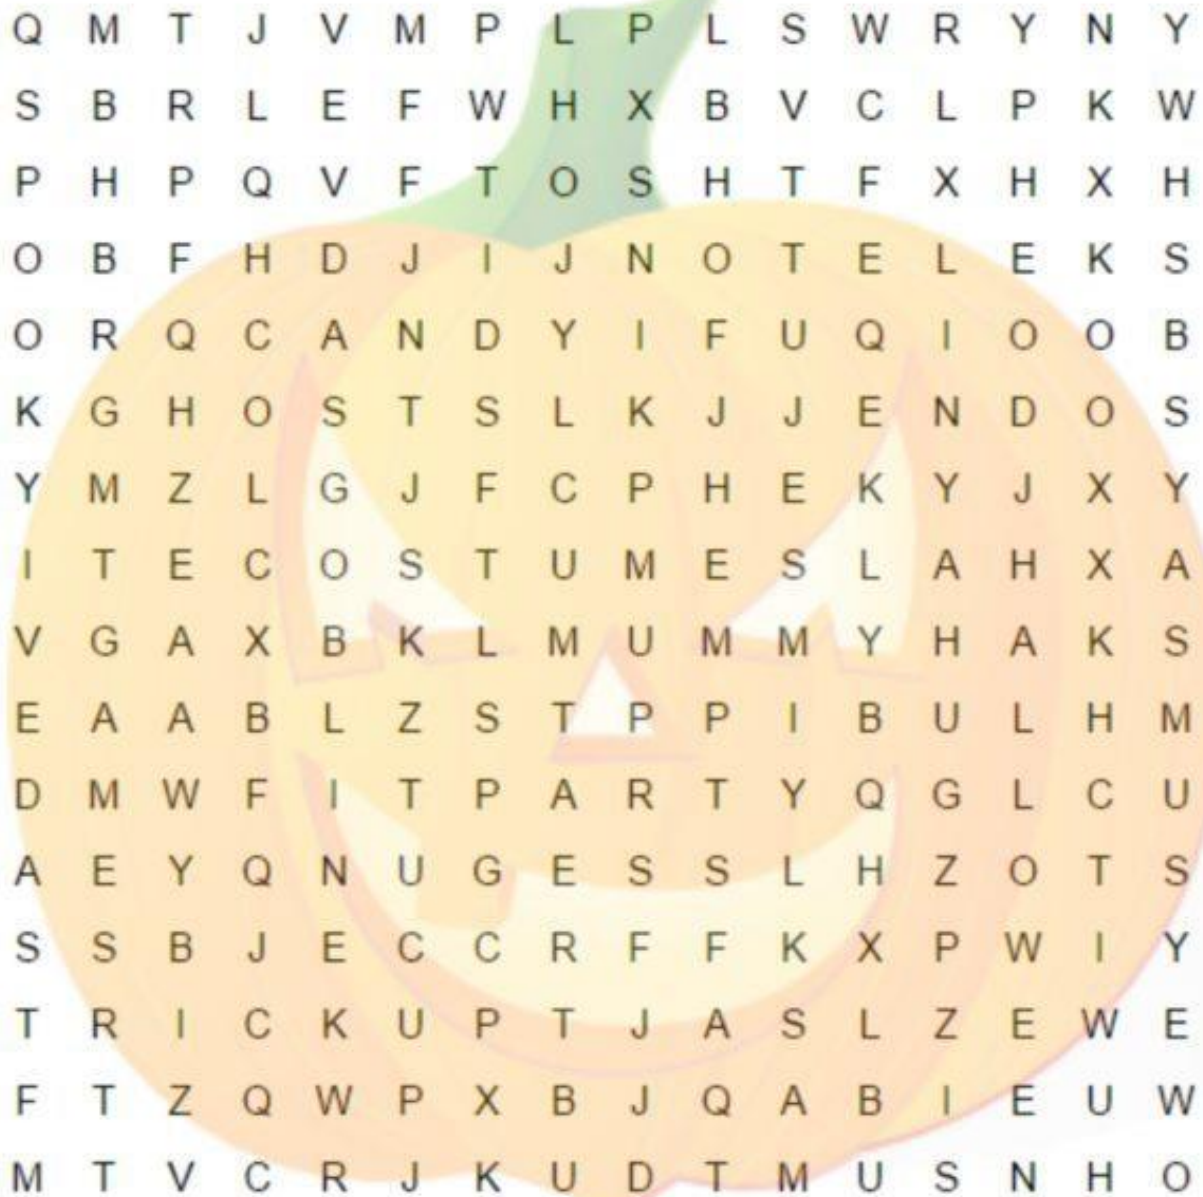 Q M T J V M P L P L S W R Y N Y
S B R L E F W H X B V C L P K W
P H P Q V F T O S H T F X H X H
O B F H D J I J N O T E L E K S
O R Q C A N D Y I F U Q I O O B
K G H O S T S L K J J E N D O S
Y M Z L G J F C P H E K Y J X Y
I T E C O S T U M E S L A H X A
V G A X B K L M U M M Y H A K S
E A A B L Z S T P P I B U L H M
D M W F I T P A R T Y Q G L C U
A E Y Q N U G E S S L H Z O T S
S S B J E C C R F F K X P W I Y
T R I C K U P T J A S L Z E W E
F T Z Q W P X B J Q A B I E U W
M T V C R J K U D T M U S N H O